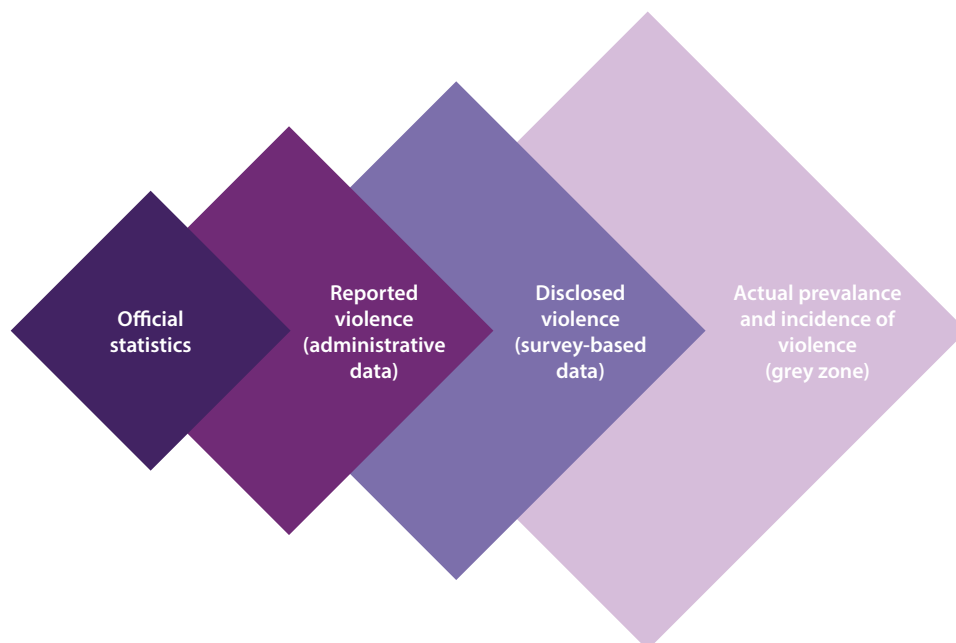 Official
statistics
Reported
violence
(administrative
data)
Disclosed
violence
(survey-based
data)
Actual prevalance
and incidence of
violence
(grey zone)